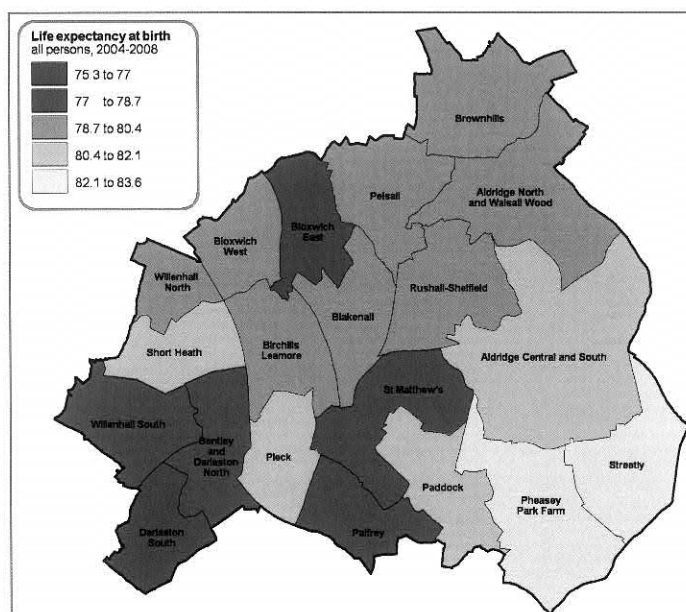 Life expectancy at birth
all persons, 2004-2008
75 3 to 77
77 to 78.7
78.7 to 80.4
80.4 to 82.1
82.1 to 83.6
Brownhills
Pelsall
Aldridge North
and Walsall Wood
Bloxwich
East
Bloxwich
West
Willenhall
North
Rushall-Shelfield
Blakenall
Short Heath
Birchills
Leamore
Aldridge Central and South
St Matthew's
Willenhall South
Bentley and
Darlaston
North
Pleck
Streetly
Paddock
Pheasey
Park Farm
Darlaston
South
Palfrey